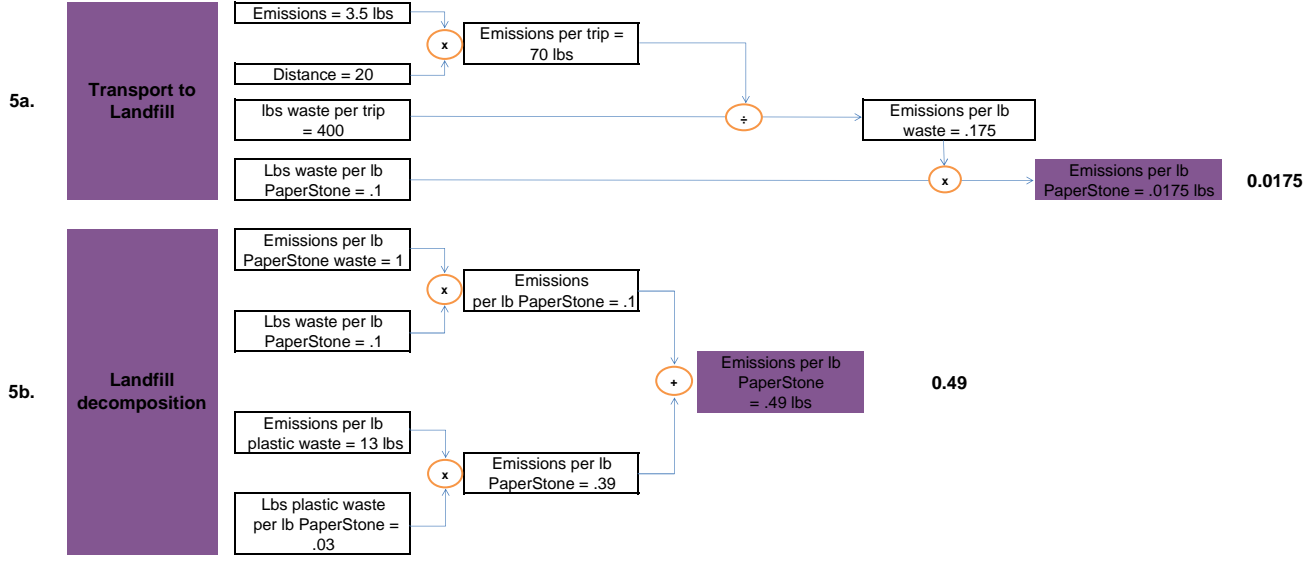 5a.
Transport to
Landfill
Emissions = 3.5 lbs
x
Distance = 20
Emissions per trip =
70 lbs
lbs waste per trip
= 400
÷
Emissions per lb
waste = .175
Lbs waste per lb
PaperStone = .1
x
Emissions per lb
PaperStone = .0175 lbs
0.0175
5b.
Landfill
decomposition
Emissions per lb
PaperStone waste = 1
x
Lbs waste per lb
PaperStone = .1
Emissions
per lb PaperStone = .1
+
Emissions per lb
PaperStone
= .49 lbs
0.49
Emissions per lb
plastic waste = 13 lbs
x
Lbs plastic waste
per lb PaperStone =
.03
Emissions per lb
PaperStone = .39